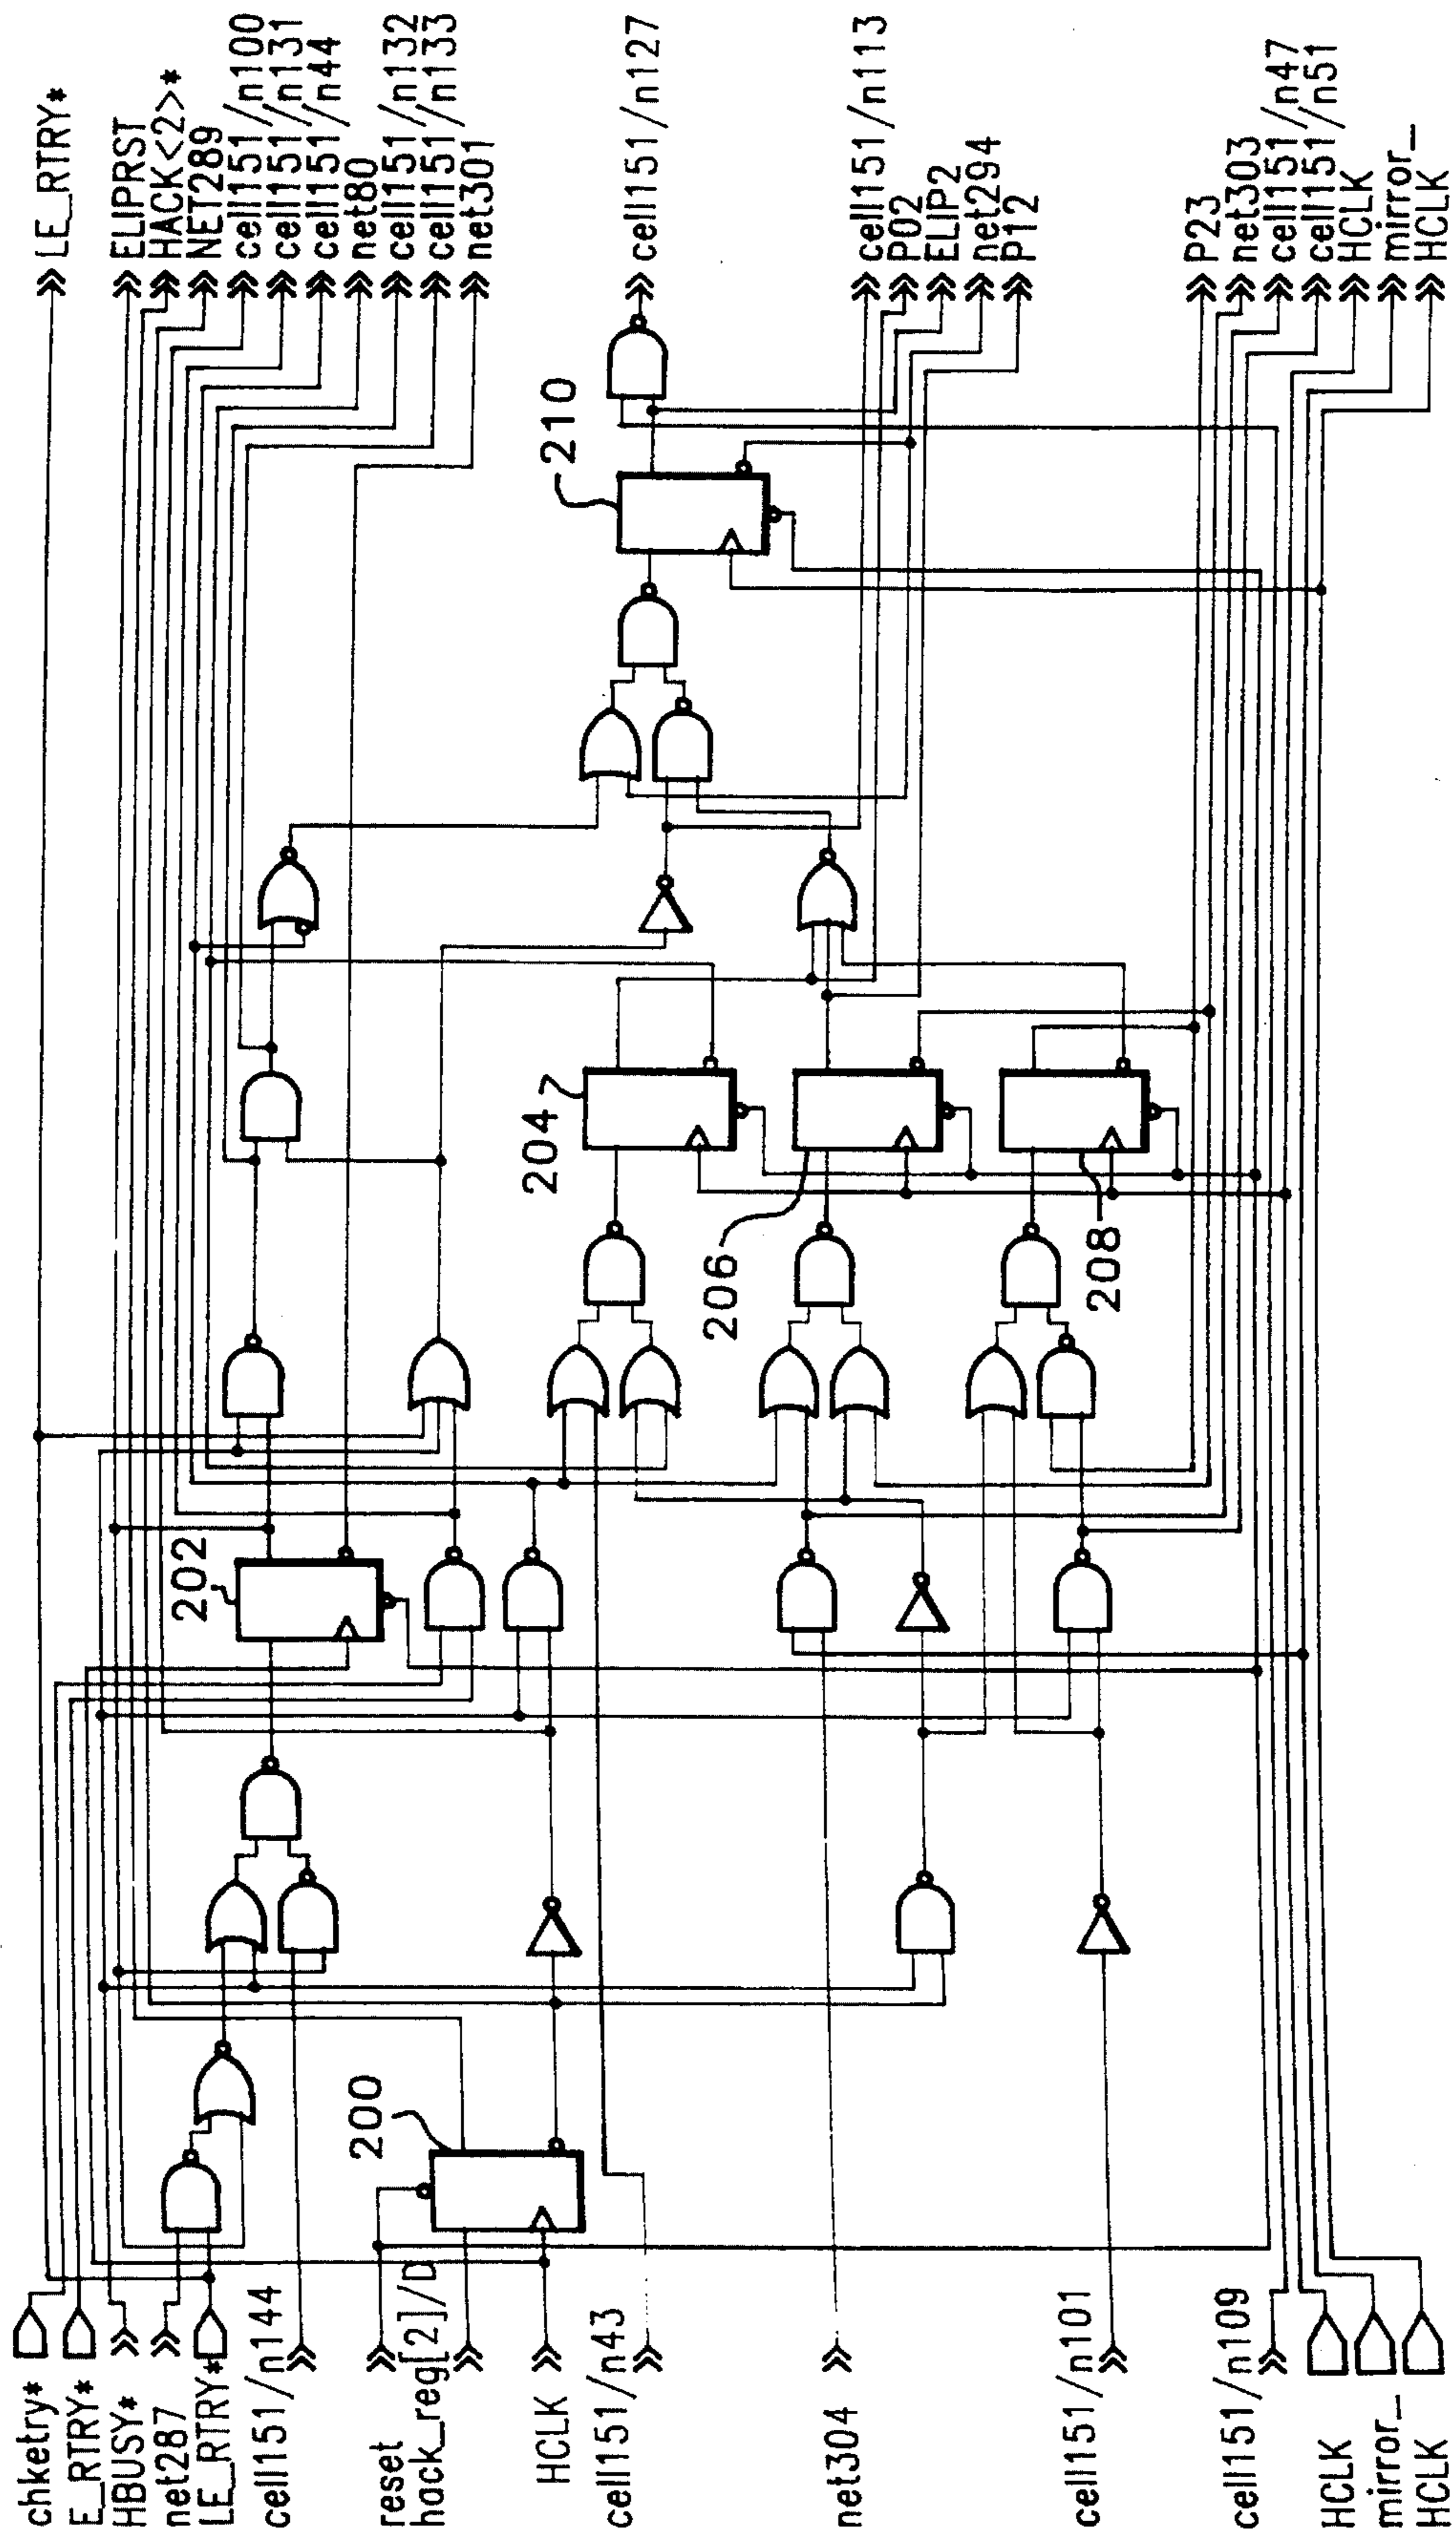 chketry*
E_RTRY*
HBUSY*
net287
LE_RTRY*
cell151/n144
reset
hack_reg[2]/D
HCLK
cell151/n43
net304
cell151/n101
cell151/n109
HCLK
mirror_
HCLK
200
202
204
206
208
210
LE_RTRY*
ELIPRST
HACK<2>*
NET289
cell151/n100
cell151/n131
cell151/n44
net80
cell151/n132
cell151/n133
net301
cell151/n127
cell151/n113
P02
ELIP2
net294
P12
P23
net303
cell151/n47
cell151/n51
HCLK
mirror_
HCLK